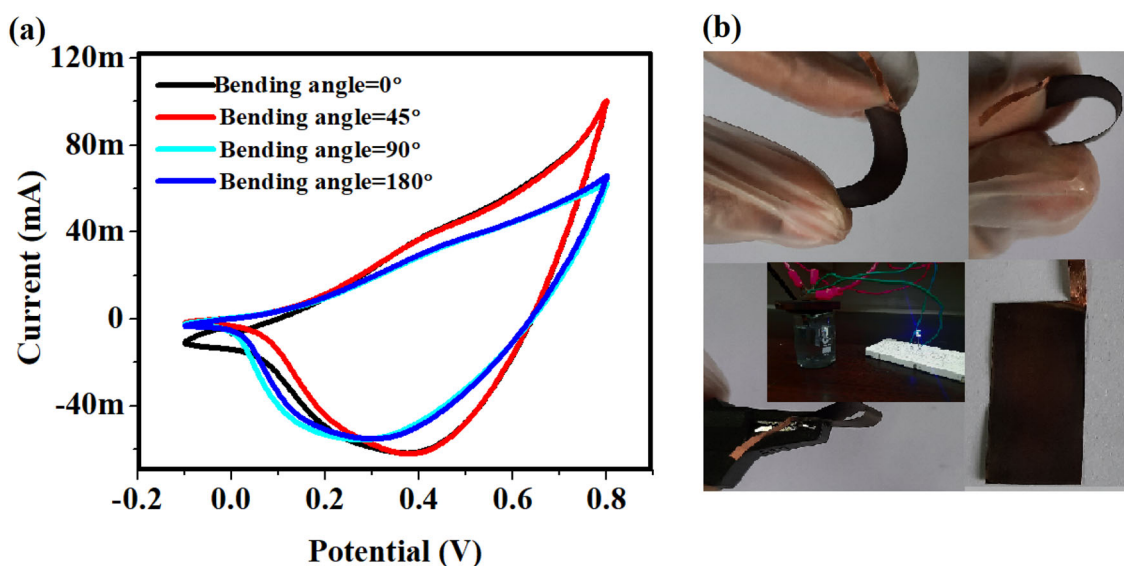 (a)
120m
80m
40m
0
-40m
Current (mA)
Bending angle=0°
Bending angle=45°
Bending angle=90°
Bending angle=180°
-0.2 0.0 0.2 0.4 0.6 0.8
Potential (V)
(b)